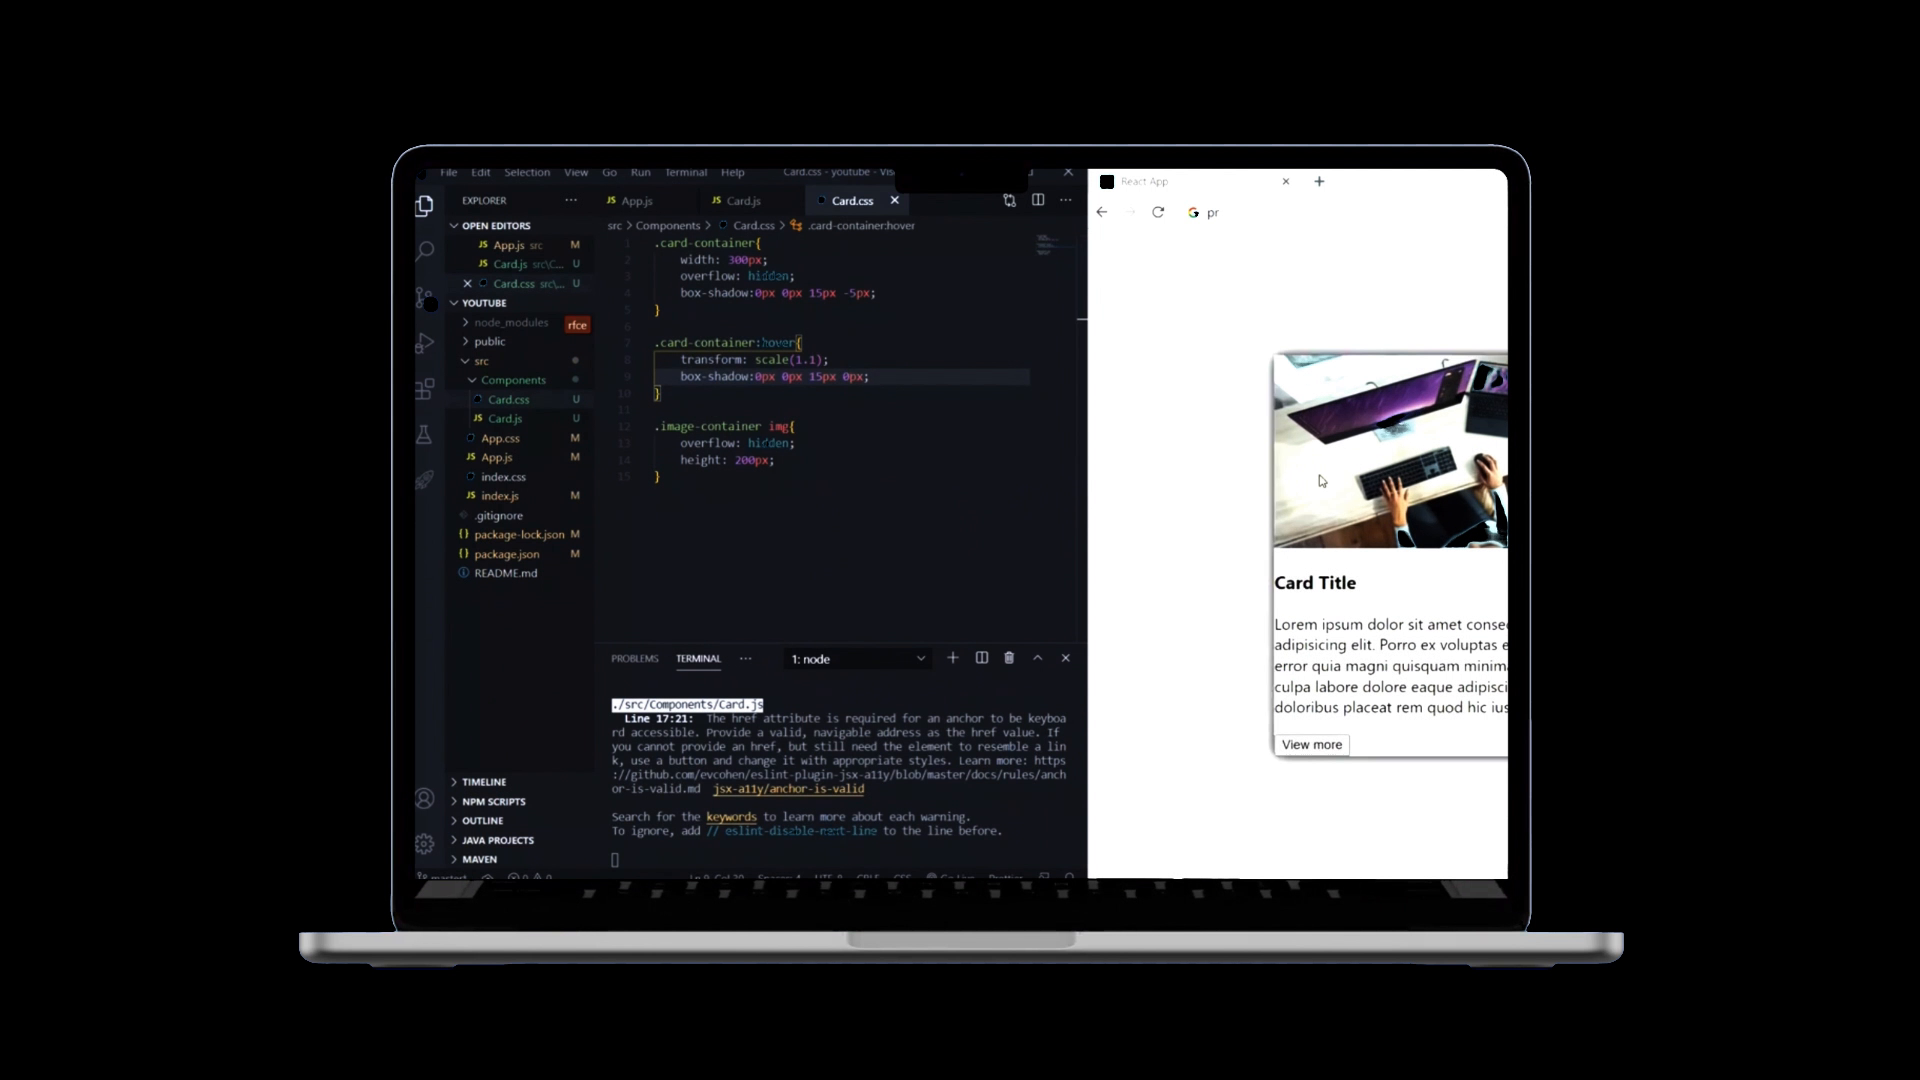 File Edit Selection View Go Run Terminal Help Card.css - youtube - Vis
EXPLORER
OPEN EDITORS
JS App.js src M
JS Card.js src\C... U
Card.css src\... U
YOUTUBE
node_modules
rfce
public
src
Components
Card.css U
JS Card.js U
App.css M
JS App.js M
index.css
JS index.js M
.gitignore
{} package-lock.json M
{} package.json M
README.md
TIMELINE
NPM SCRIPTS
OUTLINE
JAVA PROJECTS
MAVEN
JS App.js JS Card.js Card.css
src > Components > Card.css > .card-container:hover
1 .card-container{
2 width: 300px;
3 overflow: hidden;
4 box-shadow:0px 0px 15px -5px;
5 }
6
7 .card-container:hover{
8 transform: scale(1.1);
9 box-shadow:0px 0px 15px 0px;
10 }
11
12 .image-container img{
13 overflow: hidden;
14 height: 200px;
15 }
PROBLEMS TERMINAL ... 1: node
./src/Components/Card.js
Line 17:21: The href attribute is required for an anchor to be keyboa
rd accessible. Provide a valid, navigable address as the href value. If
you cannot provide an href, but still need the element to resemble a lin
k, use a button and change it with appropriate styles. Learn more: https
://github.com/evcohen/eslint-plugin-jsx-a11y/blob/master/docs/rules/anch
or-is-valid.md jsx-a11y/anchor-is-valid
Search for the keywords to learn more about each warning.
To ignore, add // eslint-disable-next-line to the line before.
React App
pr
Card Title
Lorem ipsum dolor sit amet conse
adipisicing elit. Porro ex voluptas e
error quia magni quisquam minim
culpa labore dolore eaque adipisci
doloribus placeat rem quod hic ius
View more